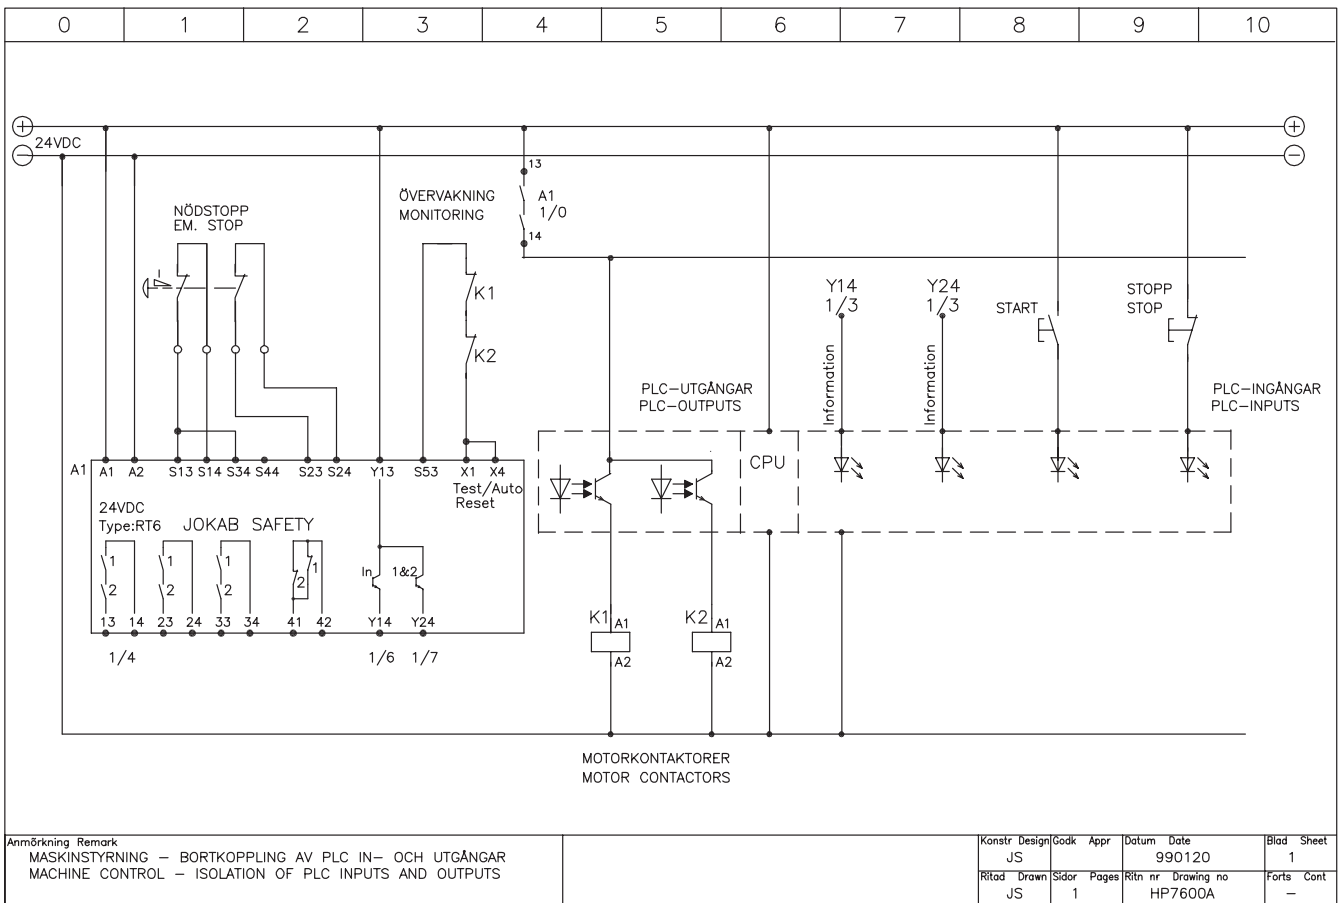 0 1 2 3 4 5 6 7 8 9 10
+ +
24VDC
− −
13
ÖVERVAKNING
MONITORING
A1
1/0
14
NÖDSTOPP
EM. STOP
K1
K2
Y14
1/3
Y24
1/3
START
STOPP
STOP
Information
Information
PLC-UTGÅNGAR
PLC-OUTPUTS
PLC-INGÅNGAR
PLC-INPUTS
CPU
A1
A1 A2 S13 S14 S34 S44 S23 S24 Y13 S53 X1 X4
Test/Auto
Reset
24VDC
Type:RT6 JOKAB SAFETY
1 1 1 2 1 In 1&2
2 2 2
13 14 23 24 33 34 41 42 Y14 Y24
1/4 1/6 1/7
K1 A1
A2
K2 A1
A2
MOTORKONTAKTORER
MOTOR CONTACTORS
Anmõrkning Remark
MASKINSTYRNING − BORTKOPPLING AV PLC IN− OCH UTGÅNGAR
MACHINE CONTROL − ISOLATION OF PLC INPUTS AND OUTPUTS
Konstr Design Godk Appr Datum Date Blad Sheet
JS 990120 1
Ritad Drawn Sidor Pages Ritn nr Drawing no Forts Cont
JS 1 HP7600A −